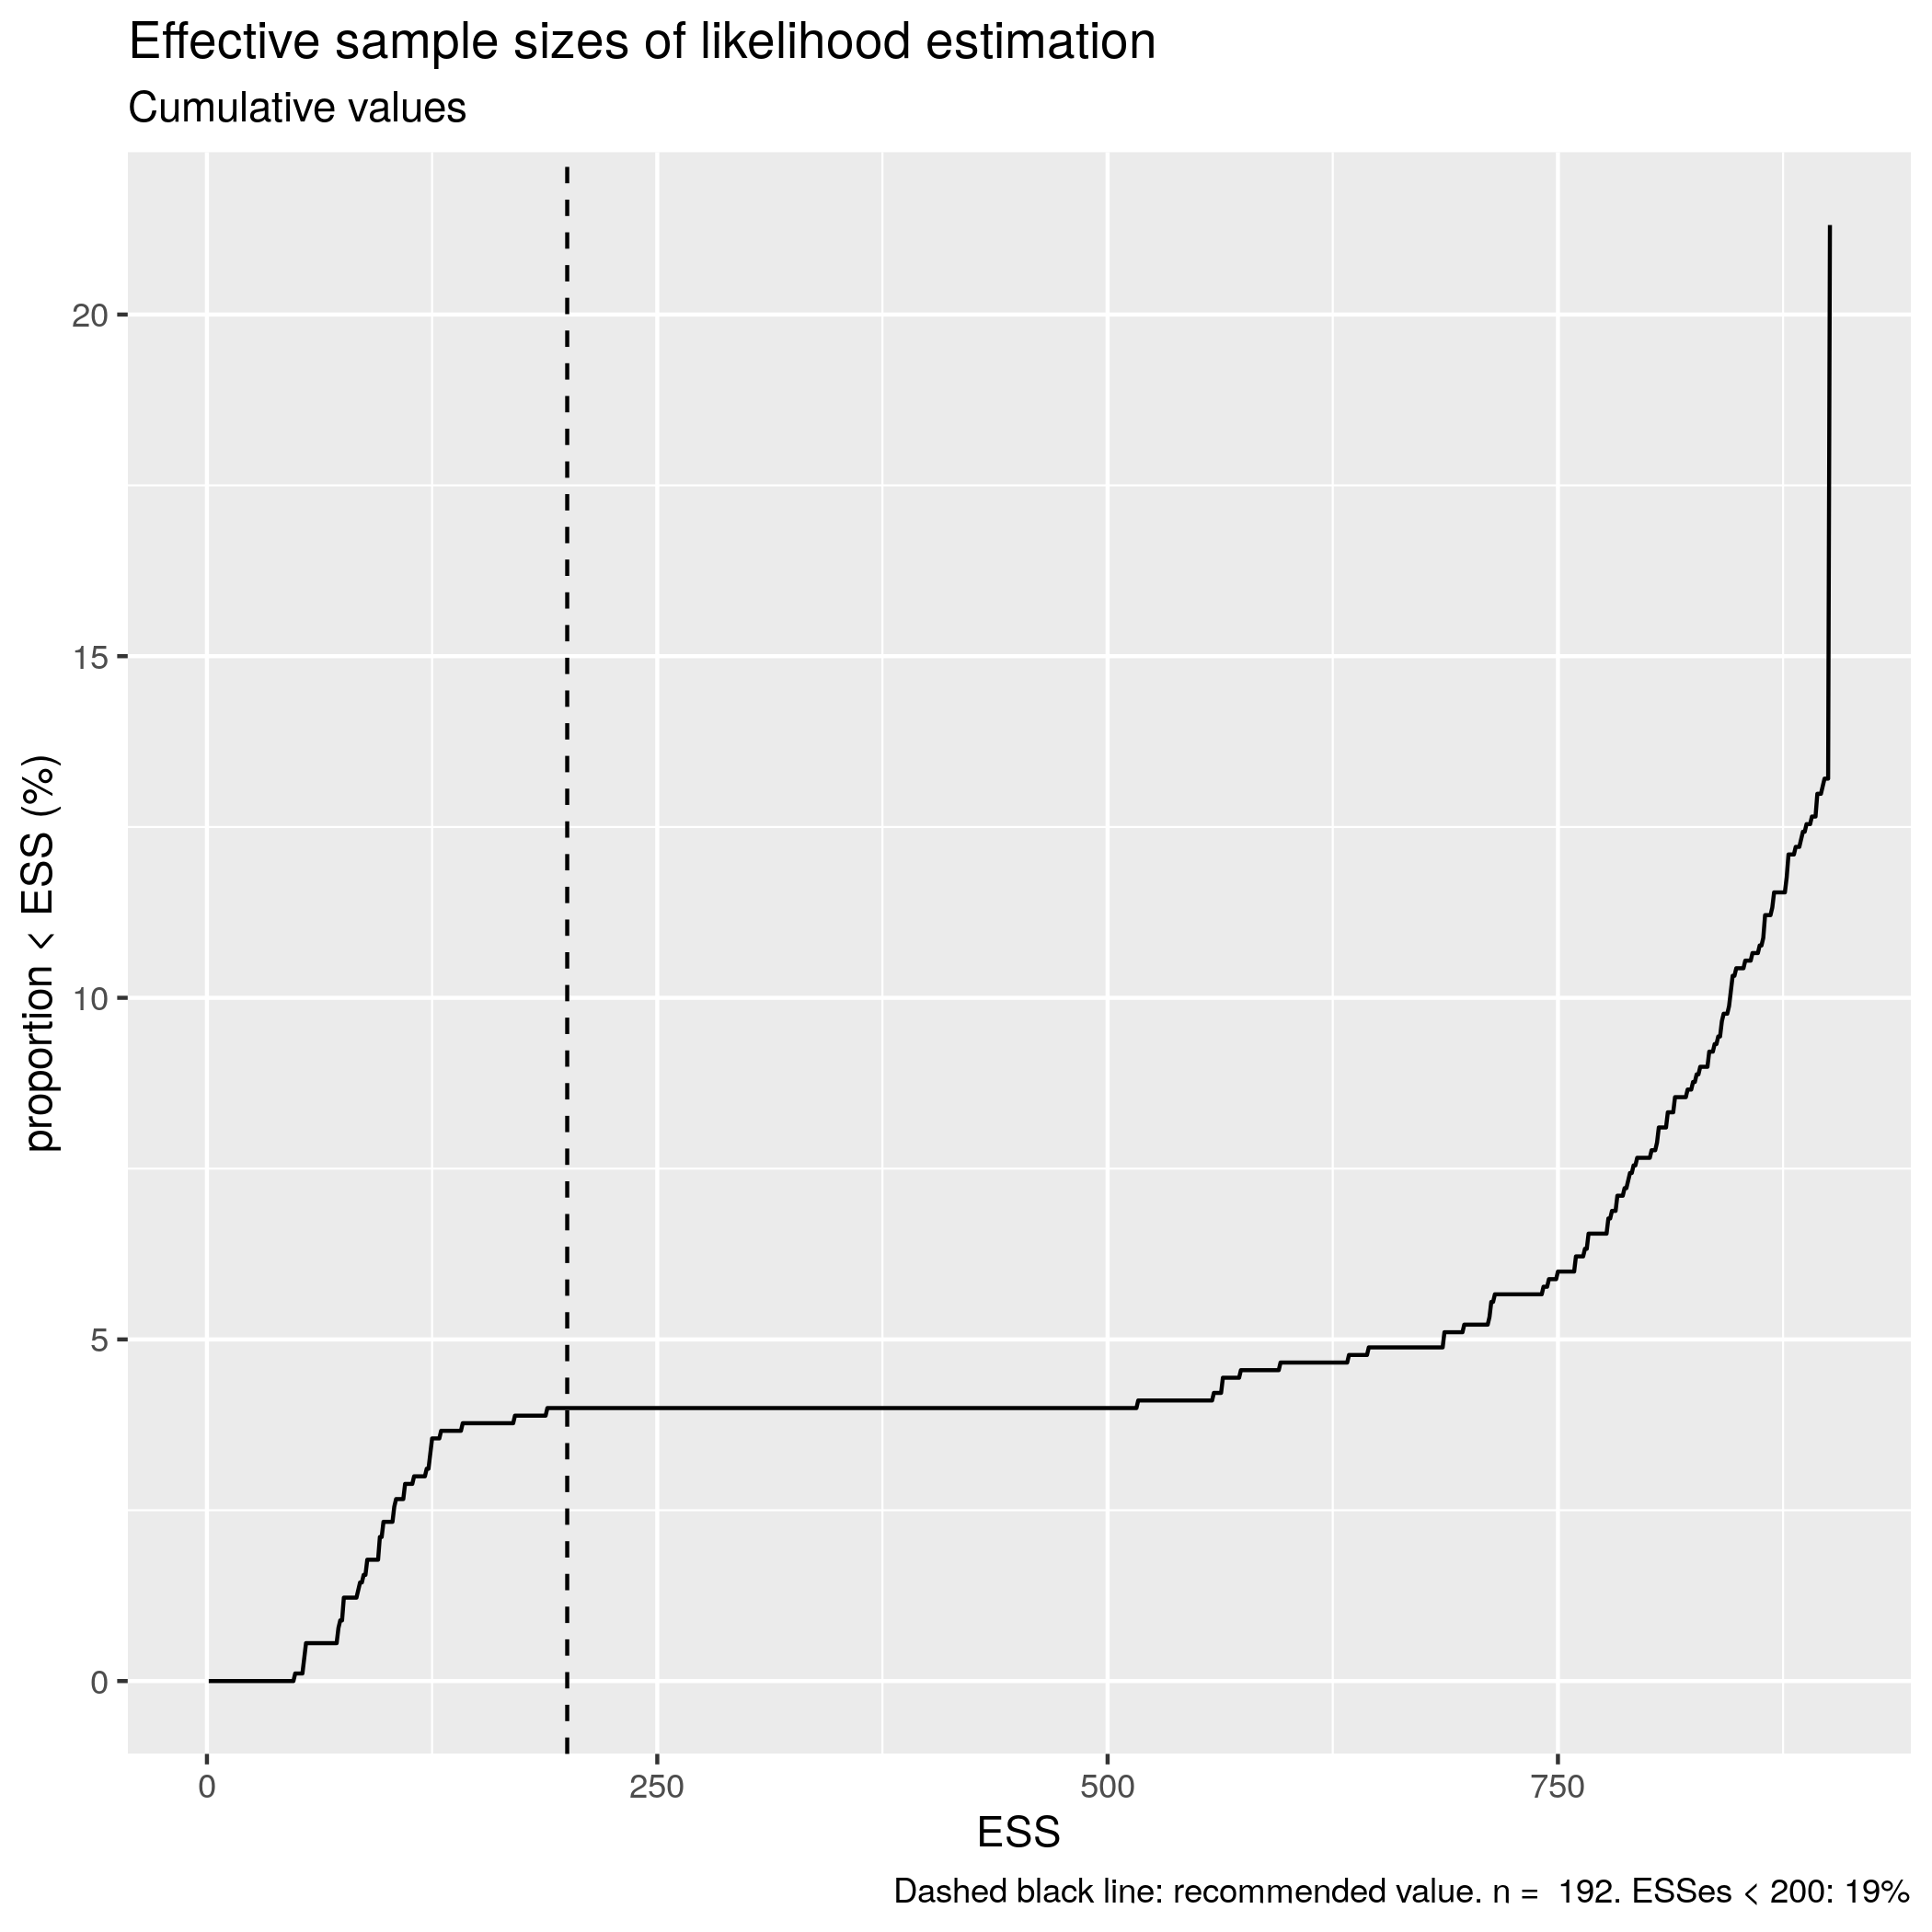 Effective sample sizes of likelihood estimation
Cumulative values
proportion < ESS (%)
20
15
10
5
0
0 250 500 750
ESS
Dashed black line: recommended value. n =  192. ESSes < 200: 19%